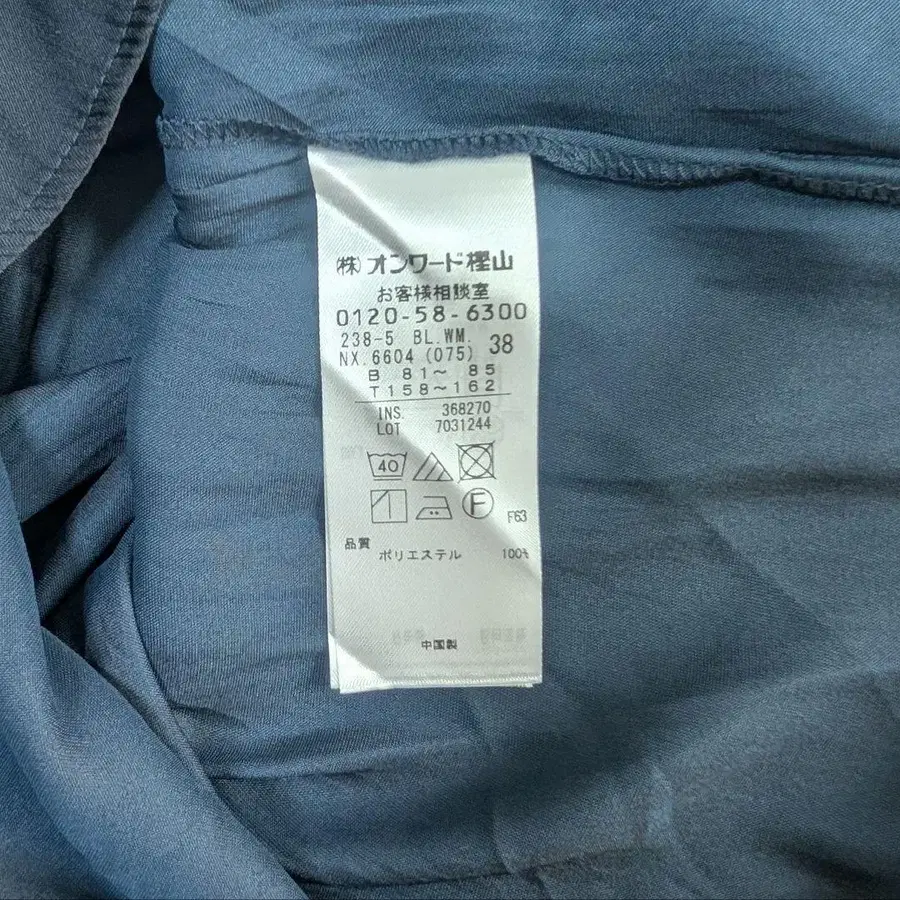 (株)オンワード樫山
お客様相談室
0120-58-6300
238-5 BL.WM. 38
NX.6604(075)
B 81～ 85
T158～162
INS. 368270
LOT 7031244
40
F
F63
品質
ポリエステル 100%
中国製